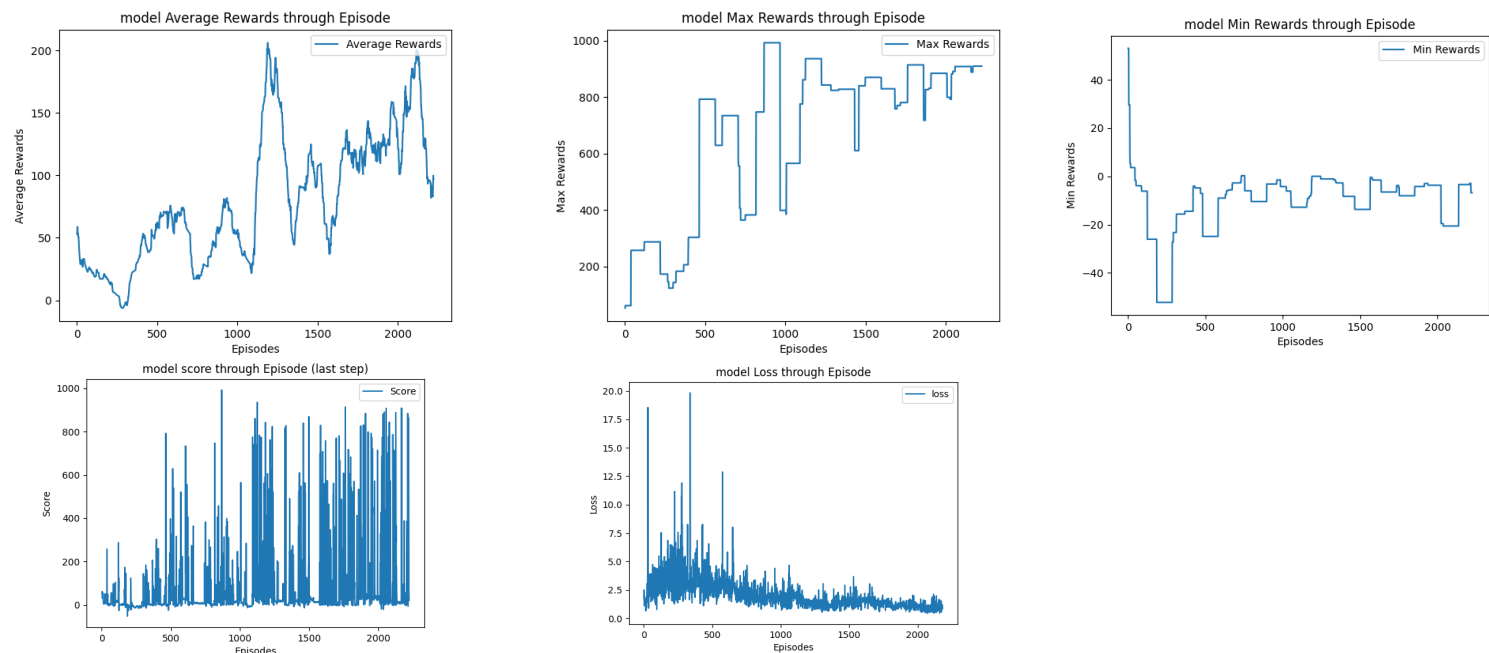 model Average Rewards through Episode
Average Rewards
200
150
100
50
0
Average Rewards
0 500 1000 1500 2000
Episodes
model Max Rewards through Episode
Max Rewards
1000
800
600
400
200
Max Rewards
0 500 1000 1500 2000
Episodes
model Min Rewards through Episode
Min Rewards
40
20
0
−20
−40
Min Rewards
0 500 1000 1500 2000
Episodes
model score through Episode (last step)
Score
1000
800
600
400
200
0
Score
0 500 1000 1500 2000
Episodes
model Loss through Episode
loss
20.0
17.5
15.0
12.5
10.0
7.5
5.0
2.5
0.0
Loss
0 500 1000 1500 2000
Episodes